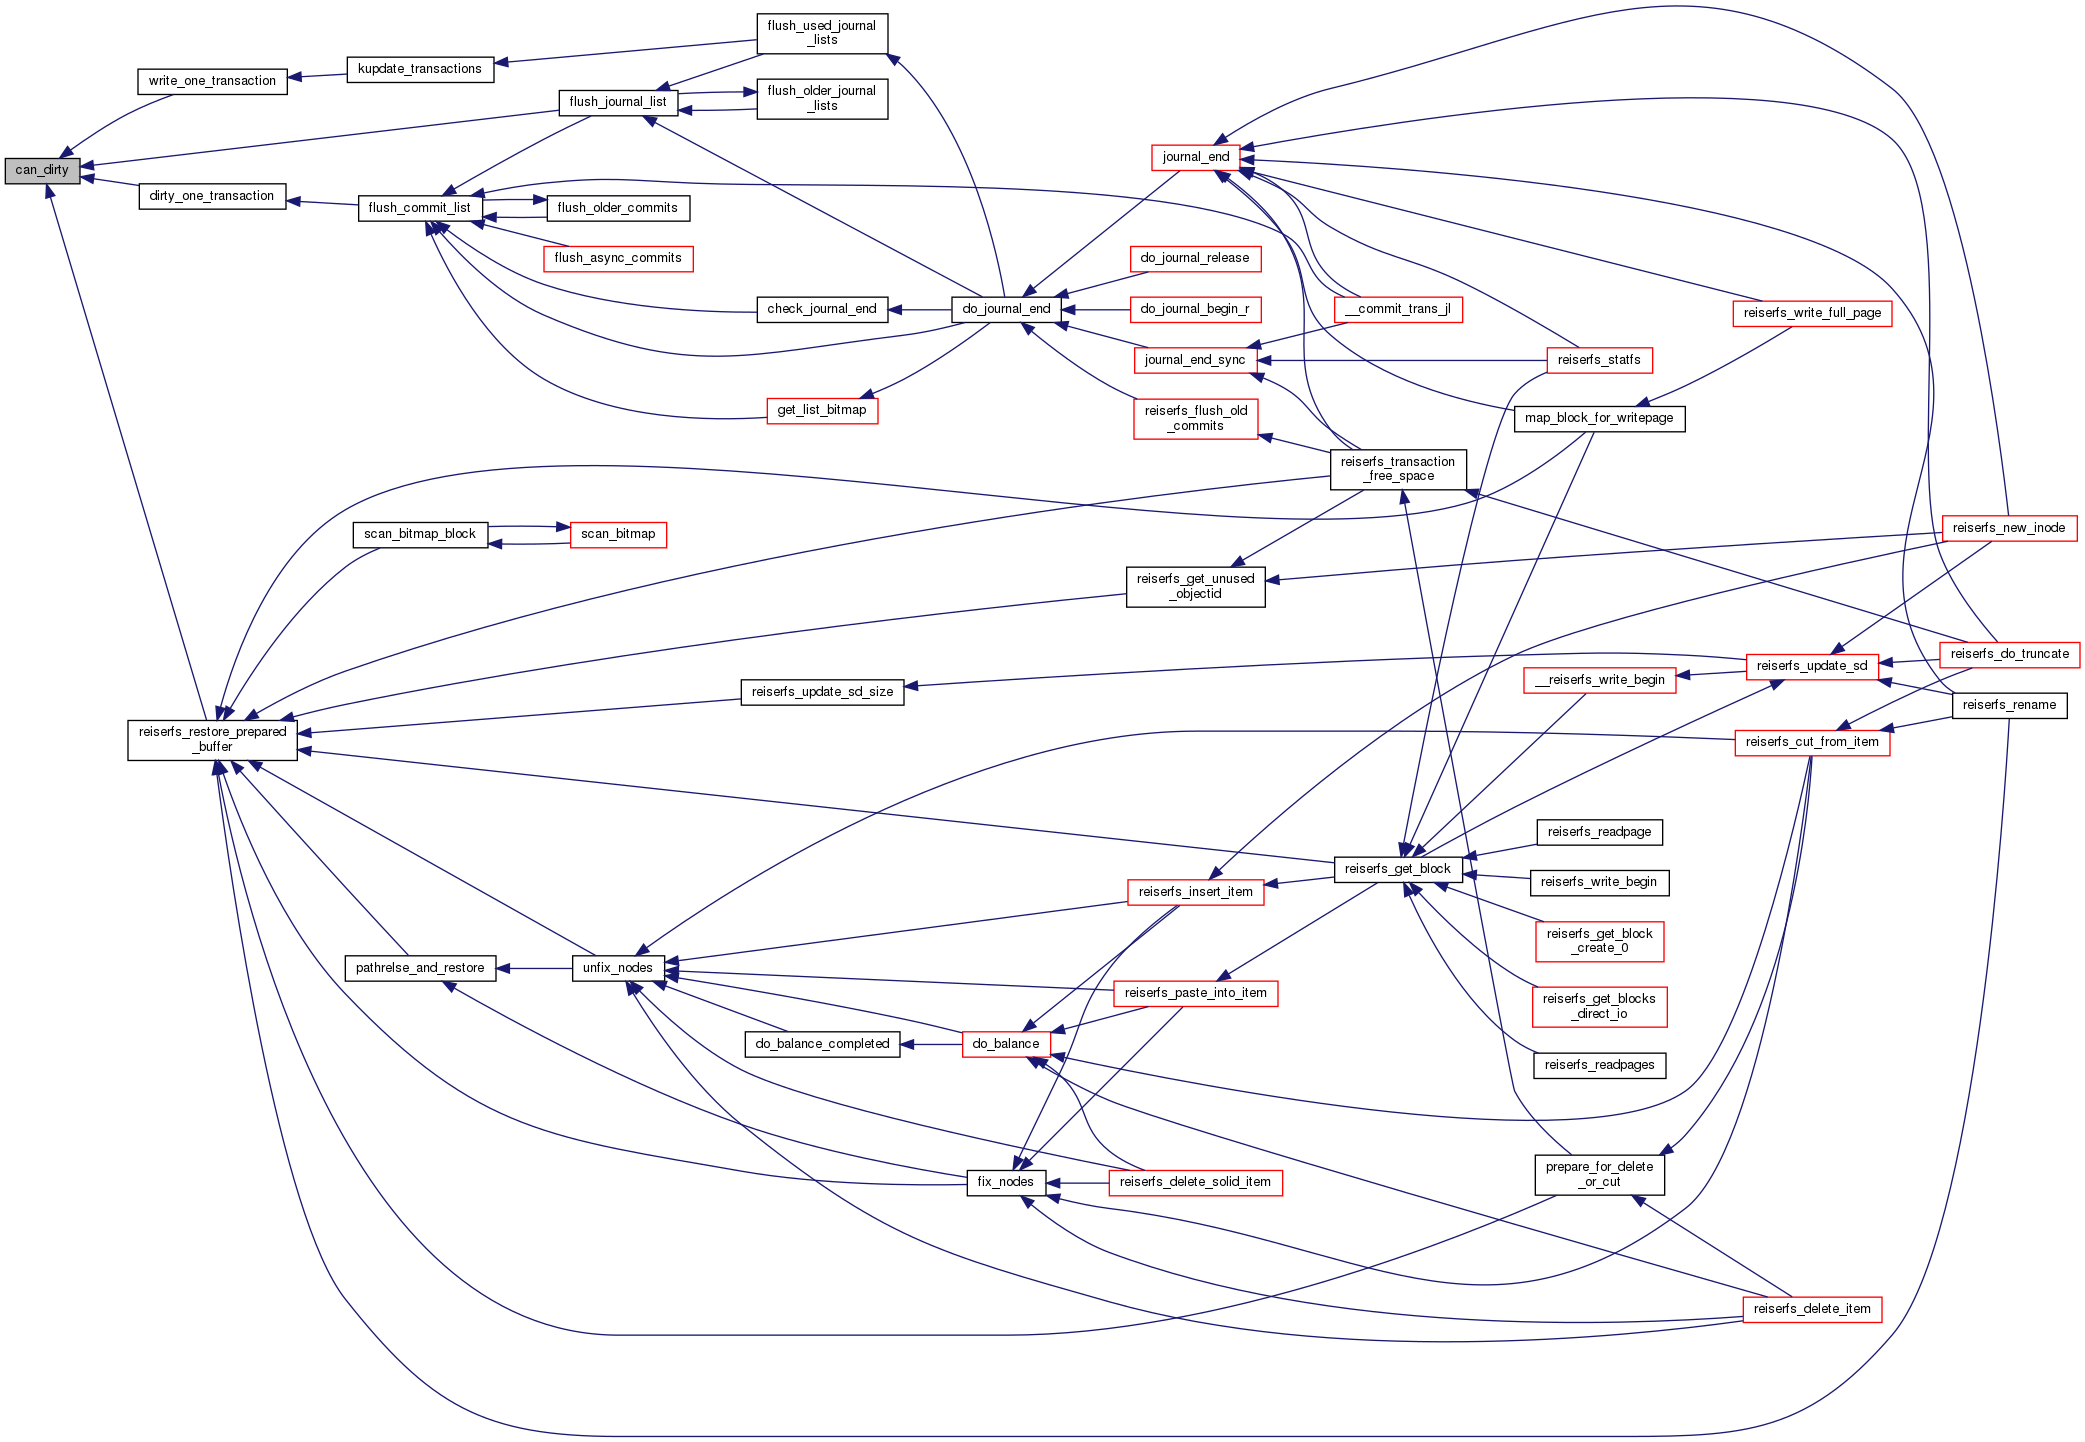 flush_used_journal
_lists
kupdate_transactions
write_one_transaction
flush_older_journal
_lists
flush_journal_list
journal_end
can_dirty
dirty_one_transaction
flush_commit_list
flush_older_commits
flush_async_commits
do_journal_release
check_journal_end
do_journal_end
do_journal_begin_r
__commit_trans_jl
reiserfs_write_full_page
journal_end_sync
reiserfs_statfs
get_list_bitmap
reiserfs_flush_old
_commits
map_block_for_writepage
reiserfs_transaction
_free_space
scan_bitmap_block
scan_bitmap
reiserfs_new_inode
reiserfs_get_unused
_objectid
reiserfs_do_truncate
reiserfs_update_sd
__reiserfs_write_begin
reiserfs_update_sd_size
reiserfs_rename
reiserfs_restore_prepared
_buffer
reiserfs_cut_from_item
reiserfs_readpage
reiserfs_get_block
reiserfs_write_begin
reiserfs_insert_item
reiserfs_get_block
_create_0
pathrelse_and_restore
unfix_nodes
reiserfs_paste_into_item
reiserfs_get_blocks
_direct_io
do_balance_completed
do_balance
reiserfs_readpages
prepare_for_delete
_or_cut
fix_nodes
reiserfs_delete_solid_item
reiserfs_delete_item